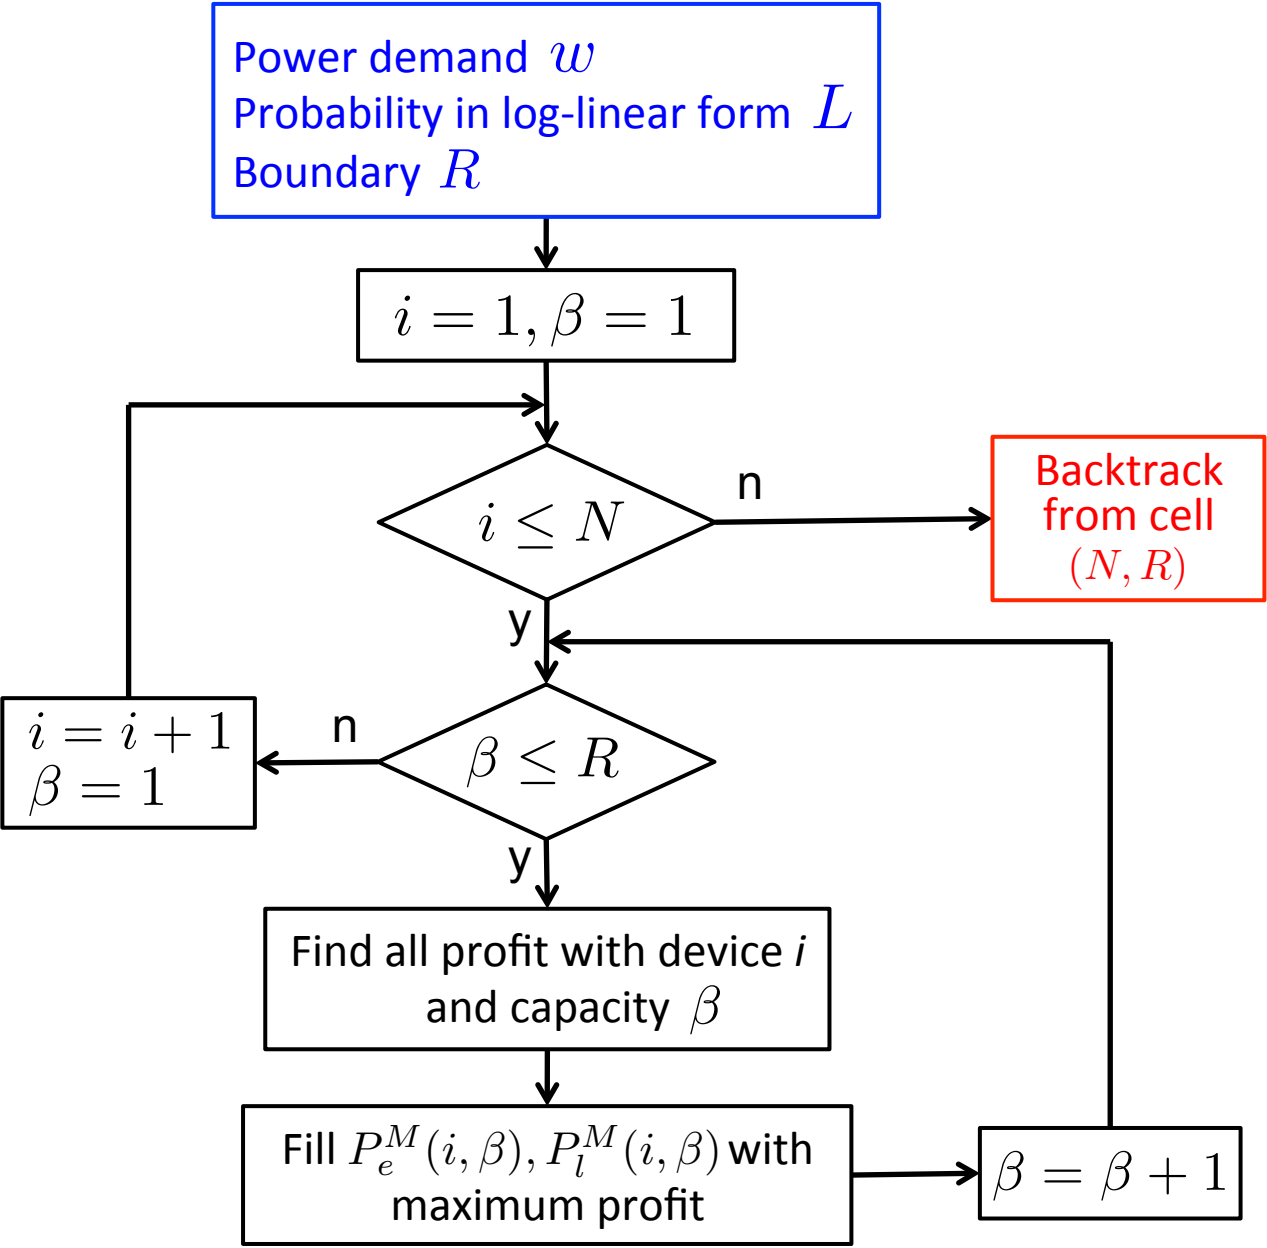 Power demand w
Probability in log-linear form L
Boundary R
i = 1, β = 1
i ≤ N
n
Backtrack
from cell
(N, R)
y
β ≤ R
n
i = i + 1
β = 1
y
Find all profit with device i
and capacity β
Fill P_e^M(i, β), P_l^M(i, β) with
maximum profit
β = β + 1